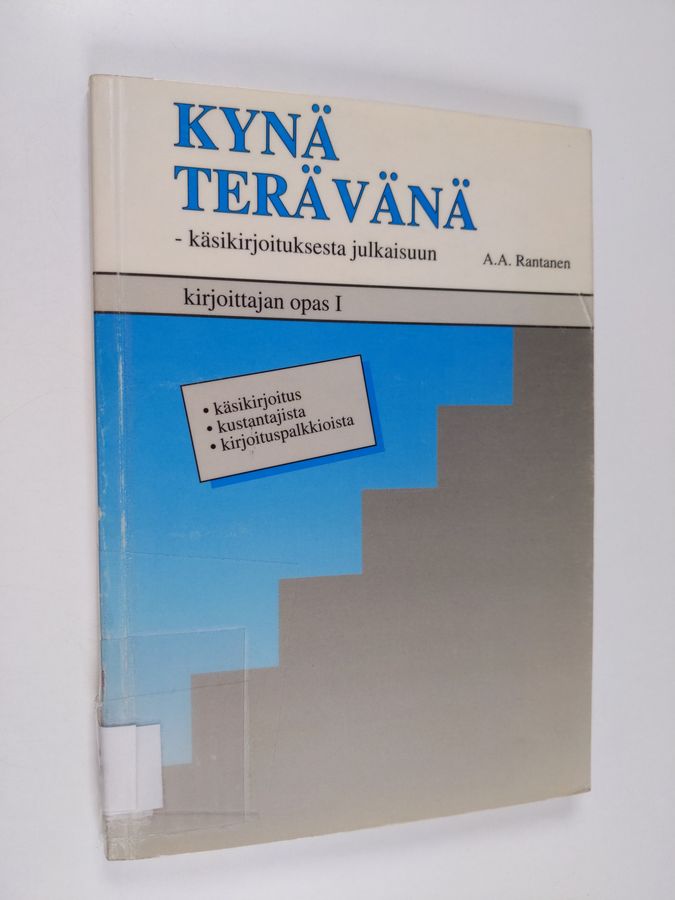 KYNÄ
TERÄVÄNÄ
- käsikirjoituksesta julkaisuun
A.A. Rantanen
kirjoittajan opas I
• käsikirjoitus
• kustantajista
• kirjoituspalkkioista